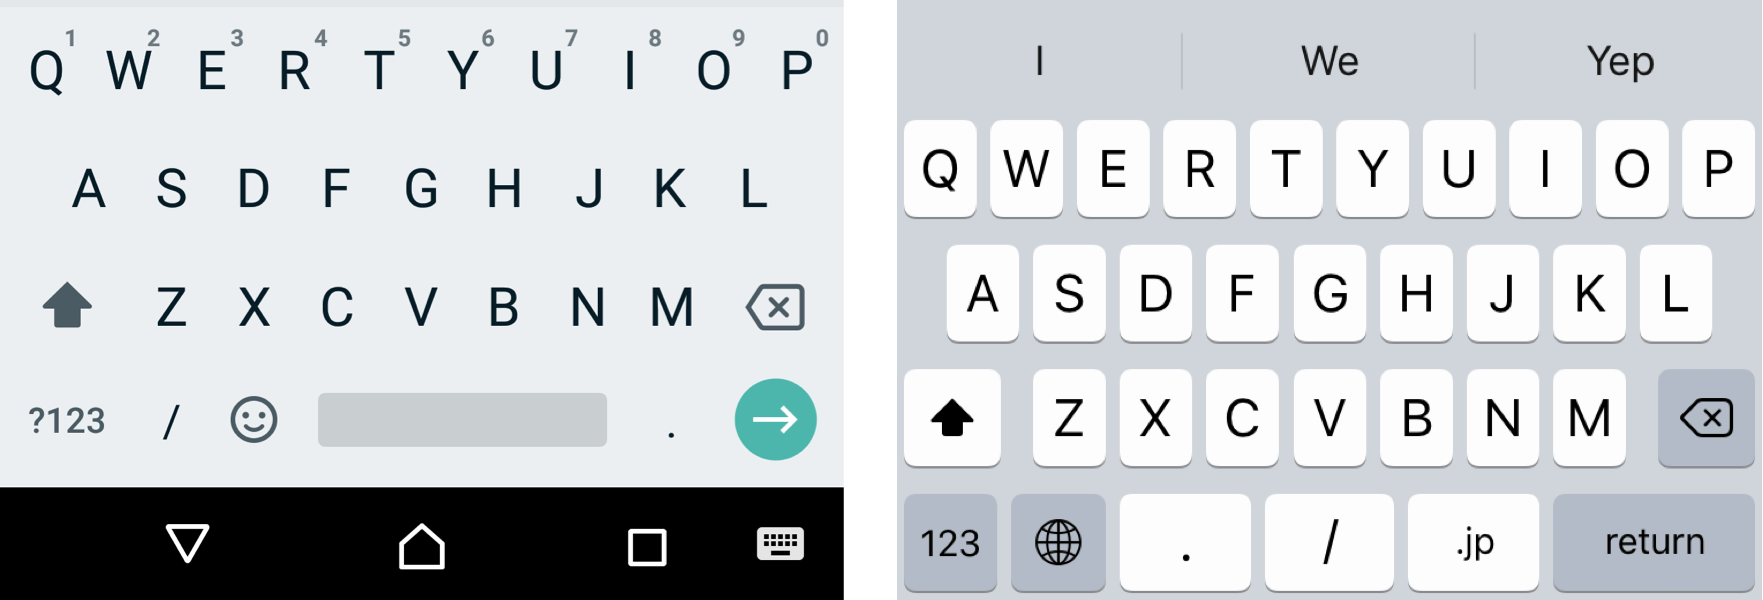 1 2 3 4 5 6 7 8 9 0
Q W E R T Y U I O P
A S D F G H J K L
Z X C V B N M
?123 / .
I We Yep
Q W E R T Y U I O P
A S D F G H J K L
Z X C V B N M
123 . / .jp return